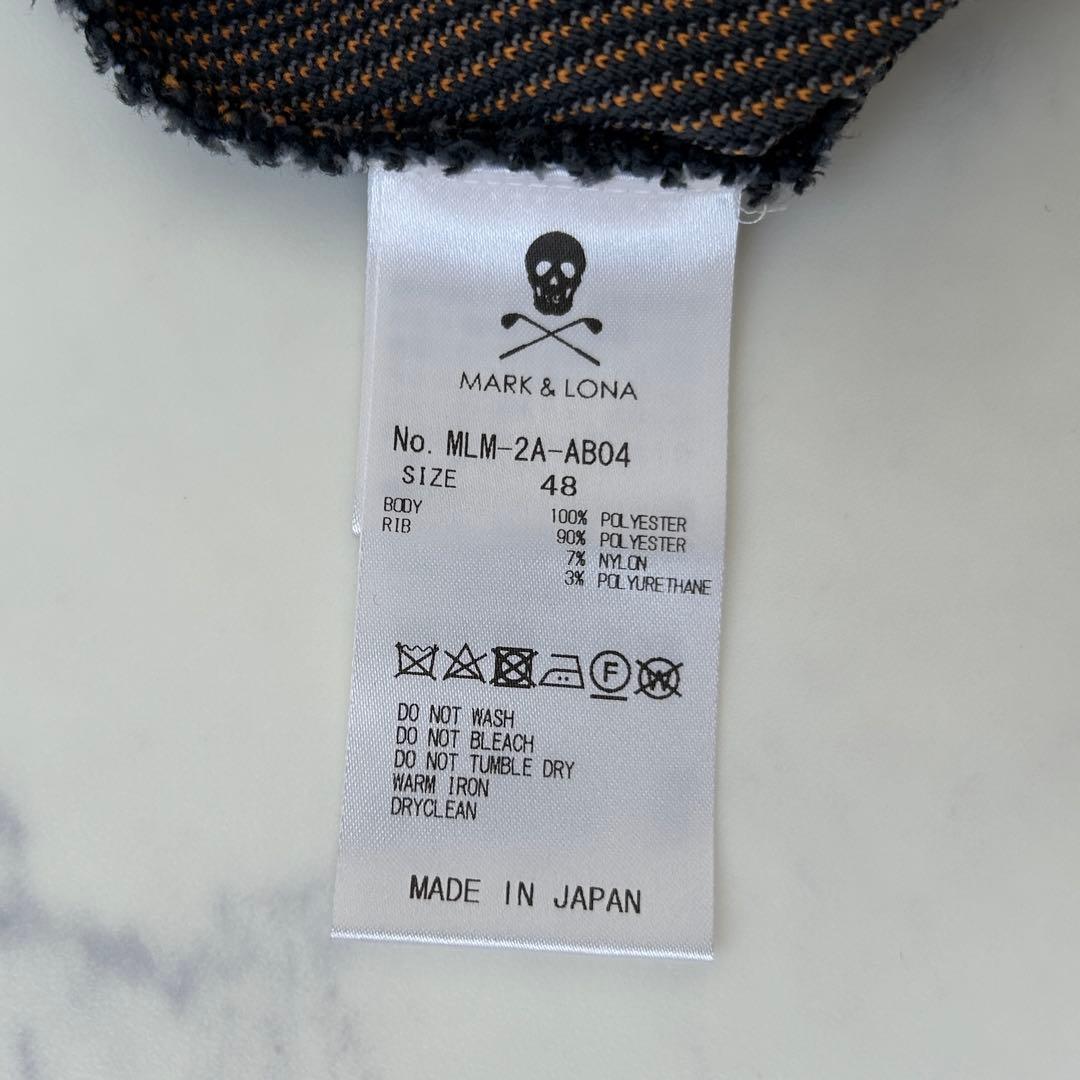 MARK & LONA
No. MLM-2A-AB04
SIZE 48
BODY 100% POLYESTER
RIB 90% POLYESTER
7% NYLON
3% POLYURETHANE
F W
DO NOT WASH
DO NOT BLEACH
DO NOT TUMBLE DRY
WARM IRON
DRYCLEAN
MADE IN JAPAN